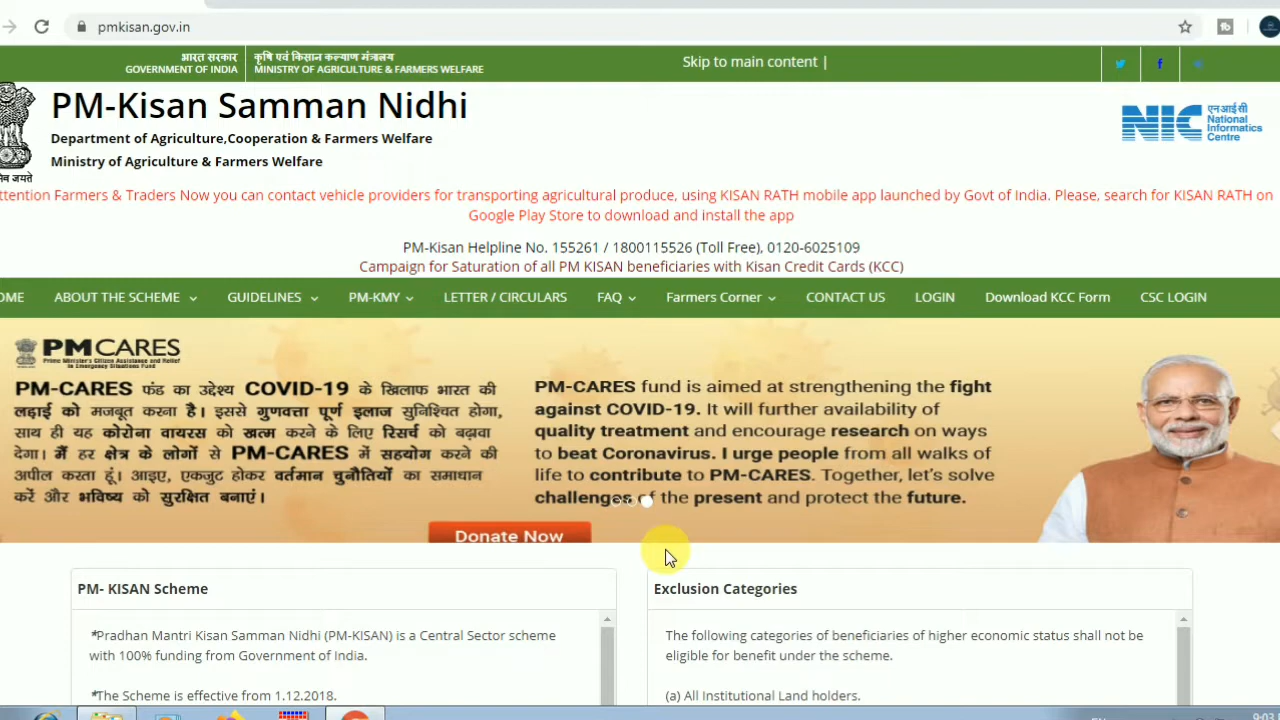 pmkisan.gov.in
भारत सरकार
GOVERNMENT OF INDIA
कृषि एवं किसान कल्याण मंत्रालय
MINISTRY OF AGRICULTURE & FARMERS WELFARE
Skip to main content |
PM-Kisan Samman Nidhi
Department of Agriculture,Cooperation & Farmers Welfare
Ministry of Agriculture & Farmers Welfare
NIC एन आई सी
National
Informatics
Centre
ttention Farmers & Traders Now you can contact vehicle providers for transporting agricultural produce, using KISAN RATH mobile app launched by Govt of India. Please, search for KISAN RATH on
Google Play Store to download and install the app
PM-Kisan Helpline No. 155261 / 1800115526 (Toll Free), 0120-6025109
Campaign for Saturation of all PM KISAN beneficiaries with Kisan Credit Cards (KCC)
OME ABOUT THE SCHEME GUIDELINES PM-KMY LETTER / CIRCULARS FAQ Farmers Corner CONTACT US LOGIN Download KCC Form CSC LOGIN
PMCARES
Prime Minister's Citizen Assistance and Relief
in Emergency Situations Fund
PM-CARES फंड का उद्देश्य COVID-19 के खिलाफ भारत की
लड़ाई को मजबूत करना है। इससे गुणवत्ता पूर्ण इलाज सुनिश्चित होगा,
साथ ही यह कोरोना वायरस को खत्म करने के लिए रिसर्च को बढ़ावा
देगा। मैं हर क्षेत्र के लोगों से PM-CARES में सहयोग करने की
अपील करता हूं। आइए, एकजुट होकर वर्तमान चुनौतियों का समाधान
करें और भविष्य को सुरक्षित बनाएं।
PM-CARES fund is aimed at strengthening the fight
against COVID-19. It will further availability of
quality treatment and encourage research on ways
to beat Coronavirus. I urge people from all walks of
life to contribute to PM-CARES. Together, let's solve
challenges of the present and protect the future.
Donate Now
PM- KISAN Scheme
*Pradhan Mantri Kisan Samman Nidhi (PM-KISAN) is a Central Sector scheme
with 100% funding from Government of India.
*The Scheme is effective from 1.12.2018.
Exclusion Categories
The following categories of beneficiaries of higher economic status shall not be
eligible for benefit under the scheme.
(a) All Institutional Land holders.